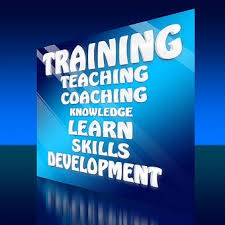 TRAINING
TEACHING
COACHING
KNOWLEDGE
LEARN
SKILLS
DEVELOPMENT